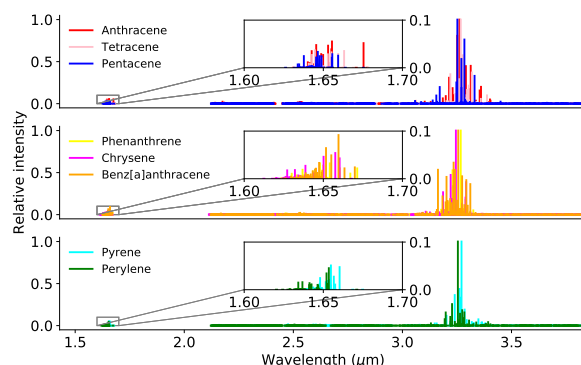 1.0
0.5
0.0
Anthracene
Tetracene
Pentacene
0.1
0.0
1.60 1.65 1.70
Relative intensity
1.0
0.5
0.0
Phenanthrene
Chrysene
Benz[a]anthracene
0.1
0.0
1.60 1.65 1.70
1.0
0.5
0.0
Pyrene
Perylene
0.1
0.0
1.60 1.65 1.70
1.5 2.0 2.5 3.0 3.5
Wavelength (μm)